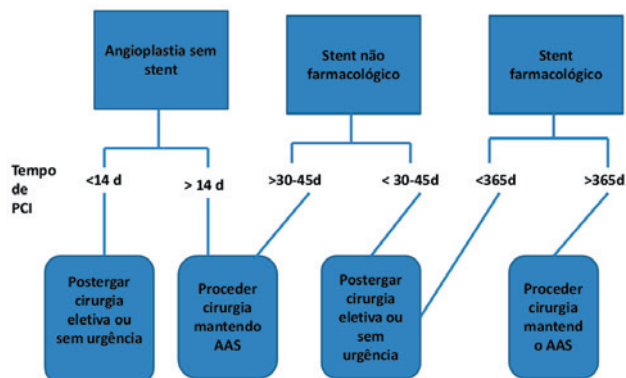 Angioplastia sem
stent
Stent não
farmacológico
Stent
farmacológico
Tempo
de
PCI
<14 d
> 14 d
>30-45d
< 30-45d
<365d
>365d
Postergar
cirurgia
eletiva ou
sem urgência
Proceder
cirurgia
mantendo
AAS
Postergar
cirurgia
eletiva ou
sem
urgência
Proceder
cirurgia
mantend
o AAS